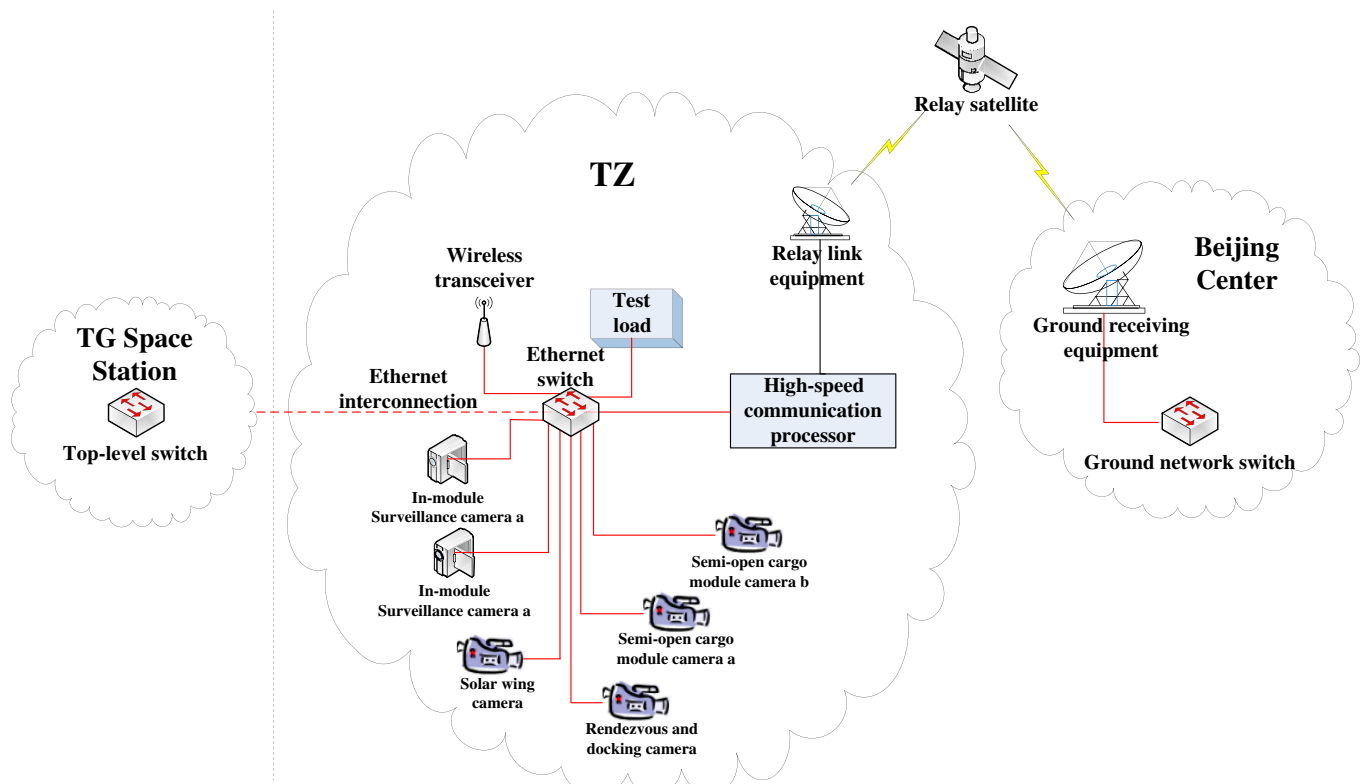 Relay satellite
TZ
Relay link
equipment
Wireless
transceiver
Test
load
Ethernet
switch
Ethernet
interconnection
High-speed
communication
processor
TG Space
Station
Top-level switch
Beijing
Center
Ground receiving
equipment
Ground network switch
In-module
Surveillance camera a
In-module
Surveillance camera a
Semi-open cargo
module camera b
Semi-open cargo
module camera a
Solar wing
camera
Rendezvous and
docking camera